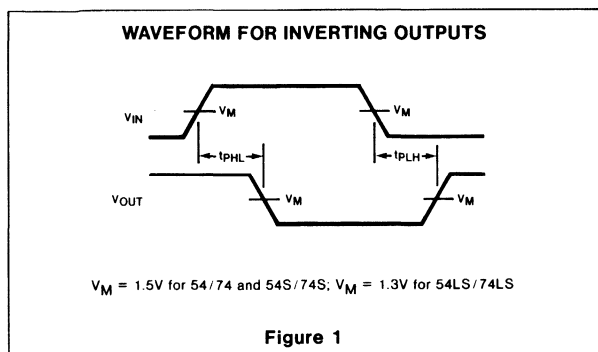 WAVEFORM FOR INVERTING OUTPUTS
VIN
VM
VM
tPHL
tPLH
VOUT
VM
VM
VM = 1.5V for 54/74 and 54S/74S; VM = 1.3V for 54LS/74LS
Figure 1